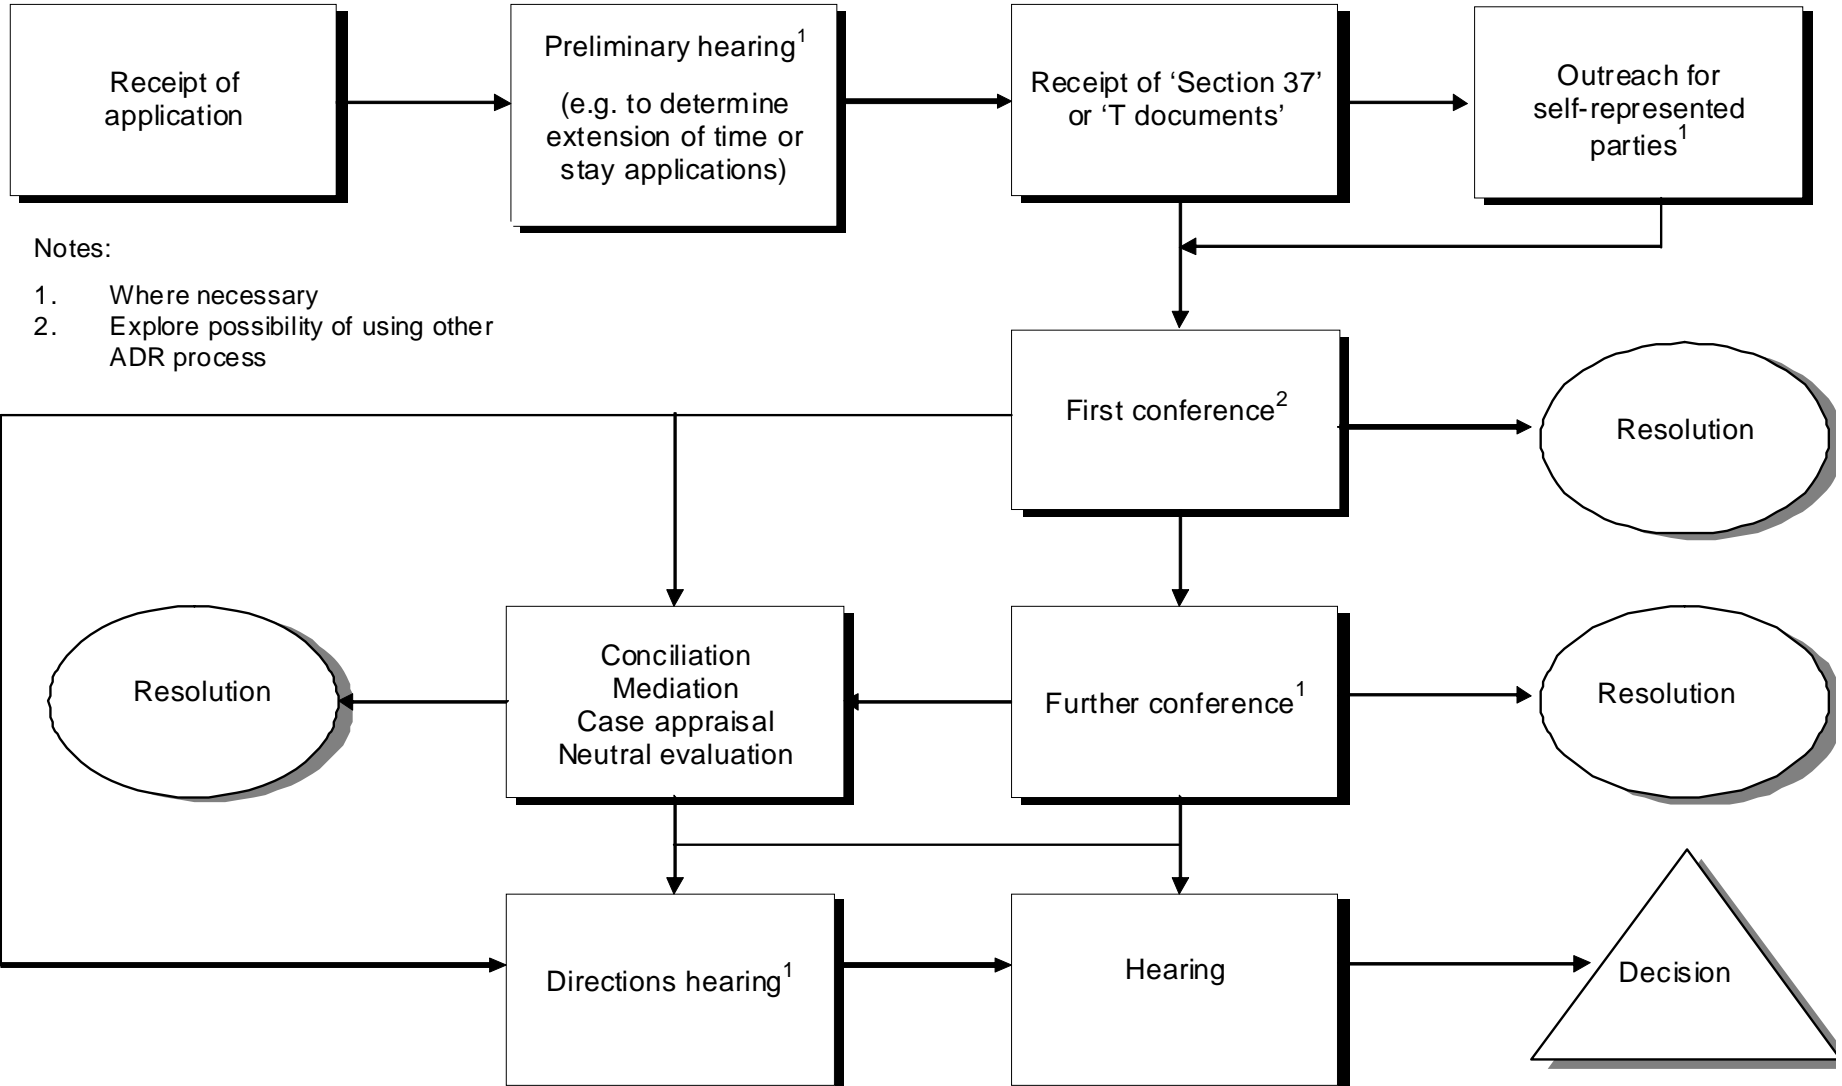 Receipt of
application
Preliminary hearing1
(e.g. to determine
extension of time or
stay applications)
Receipt of ‘Section 37’
or ‘T documents’
Outreach for
self-represented
parties1
Notes:
1. Where necessary
2. Explore possibility of using other
ADR process
First conference2
Resolution
Resolution
Conciliation
Mediation
Case appraisal
Neutral evaluation
Further conference1
Resolution
Directions hearing1
Hearing
Decision